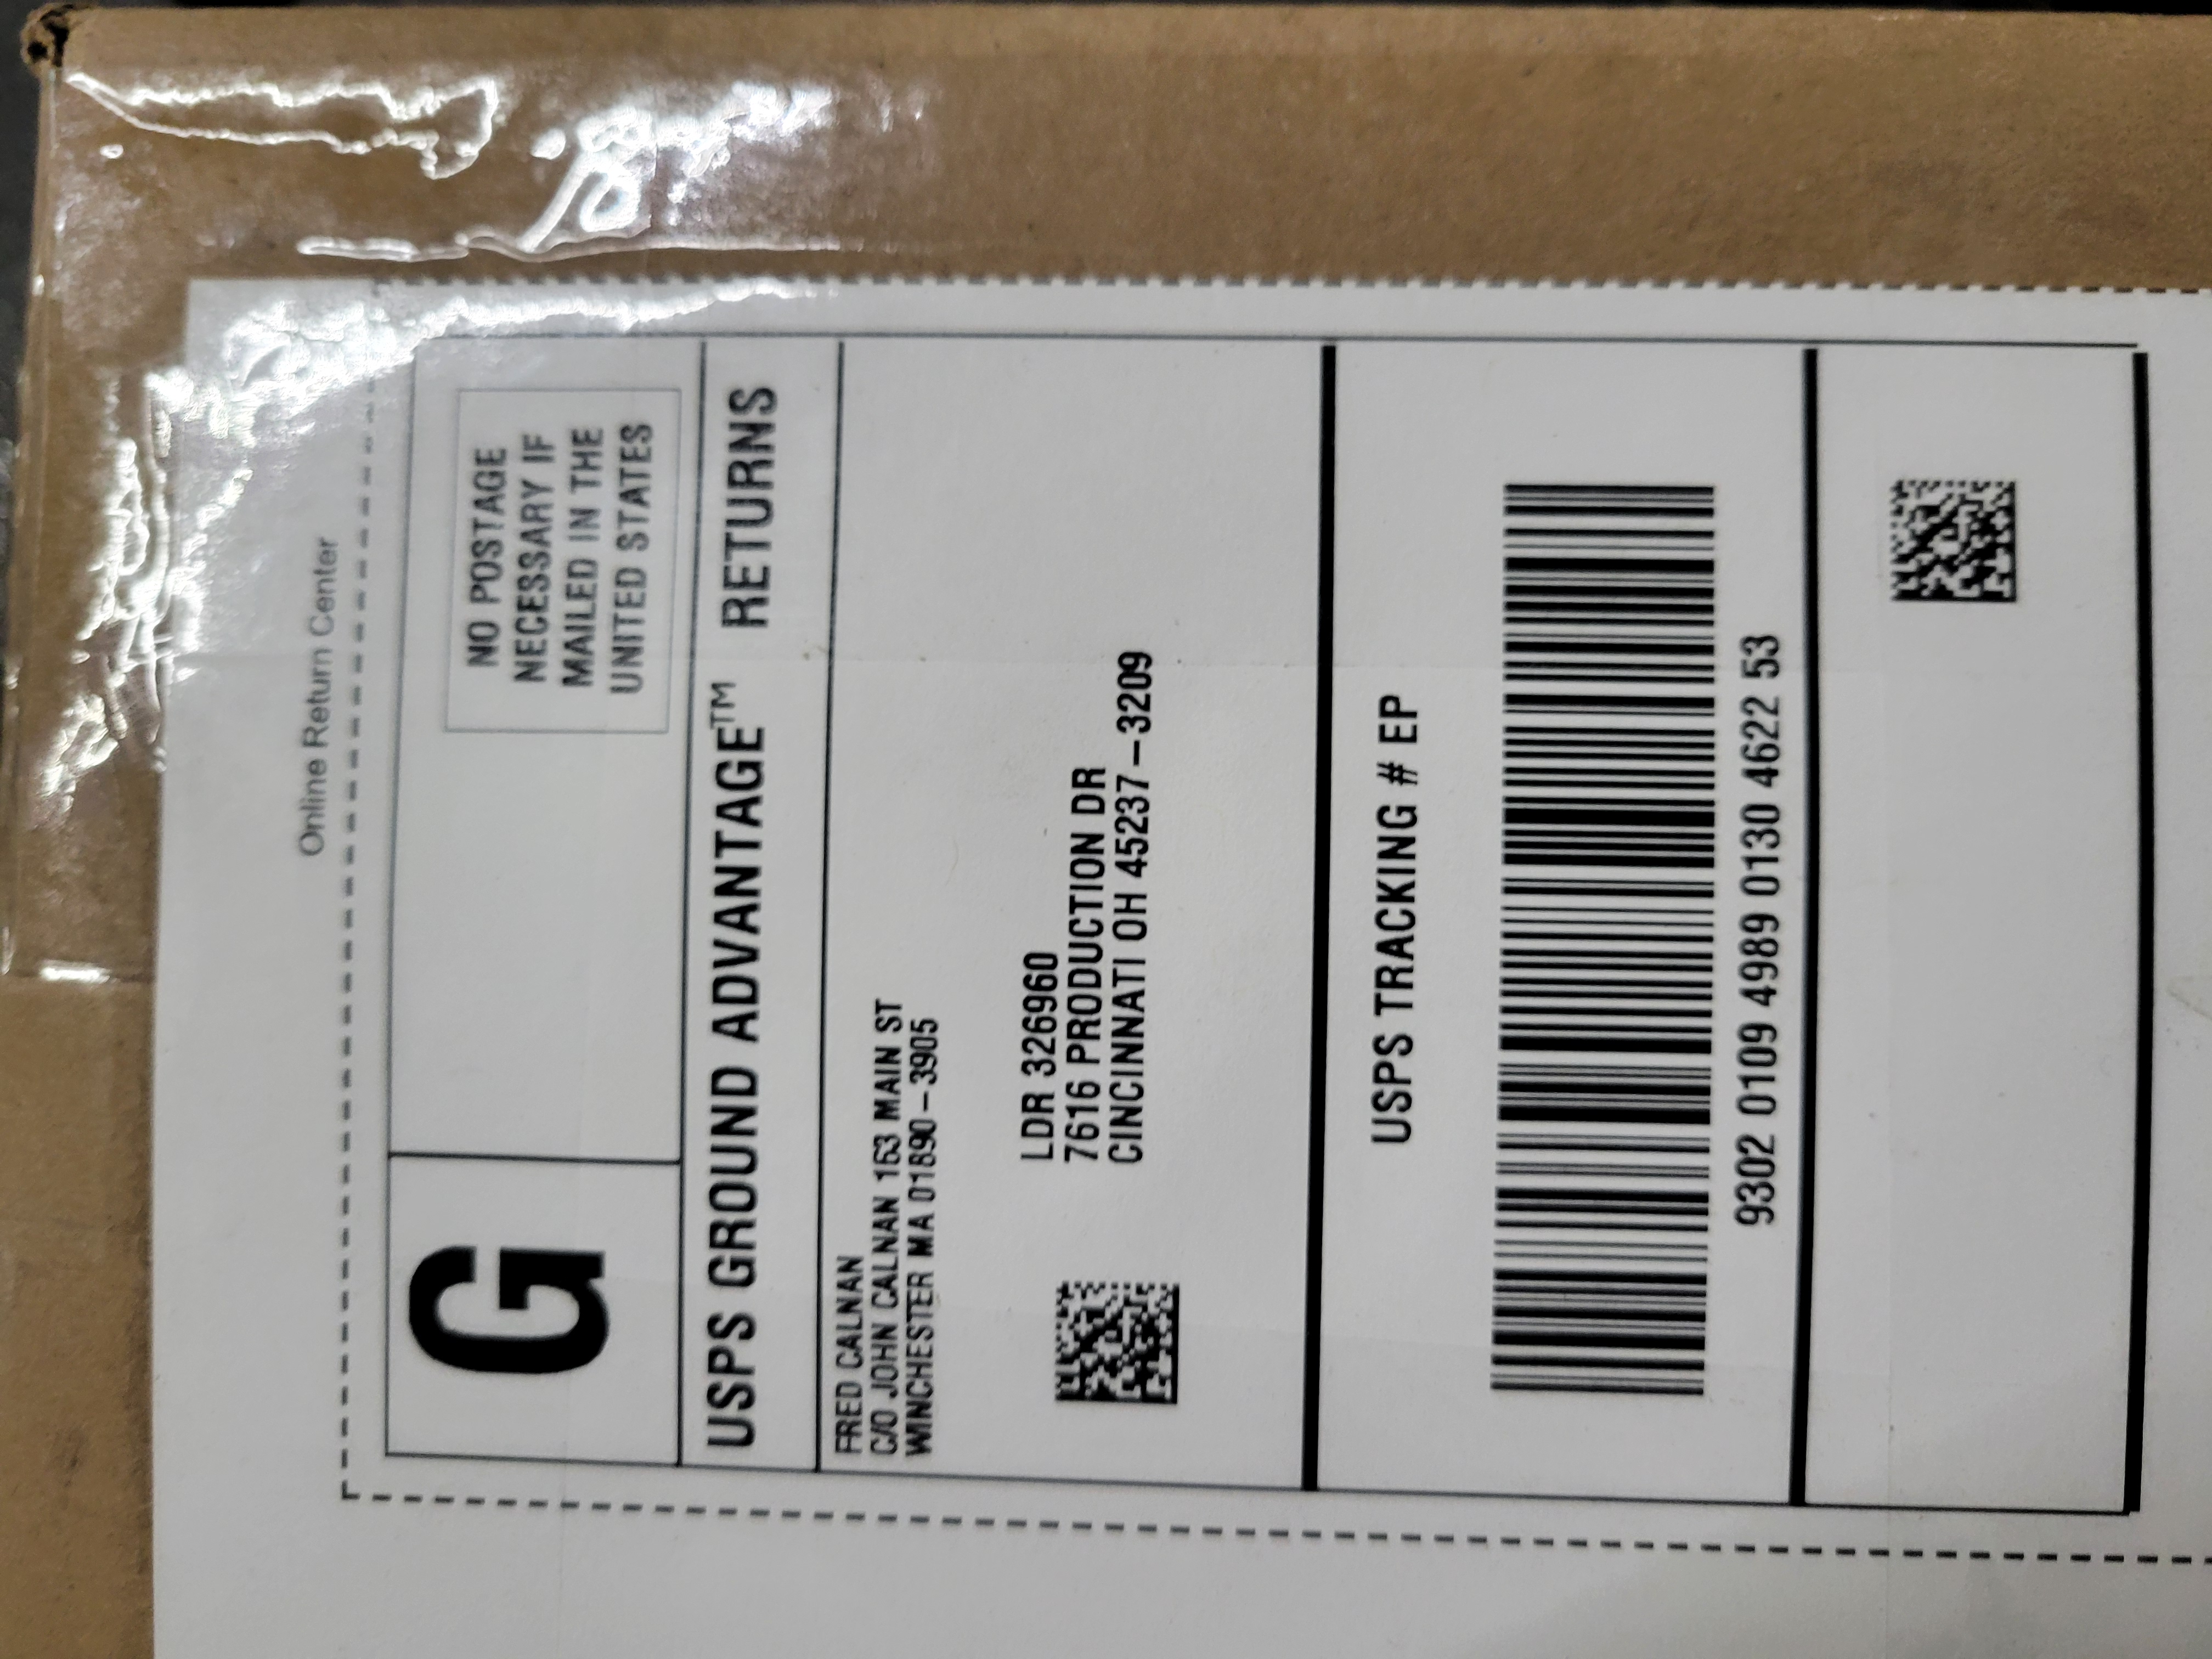 Online Return Center
G
NO POSTAGE
NECESSARY IF
MAILED IN THE
UNITED STATES
USPS GROUND ADVANTAGE™ RETURNS
FRED CALNAN
C/O JOHN CALNAN 163 MAIN ST
WINCHESTER MA 01890-3905
LDR 326960
7616 PRODUCTION DR
CINCINNATI OH 45237-3209
USPS TRACKING # EP
9302 0109 4989 0130 4622 53